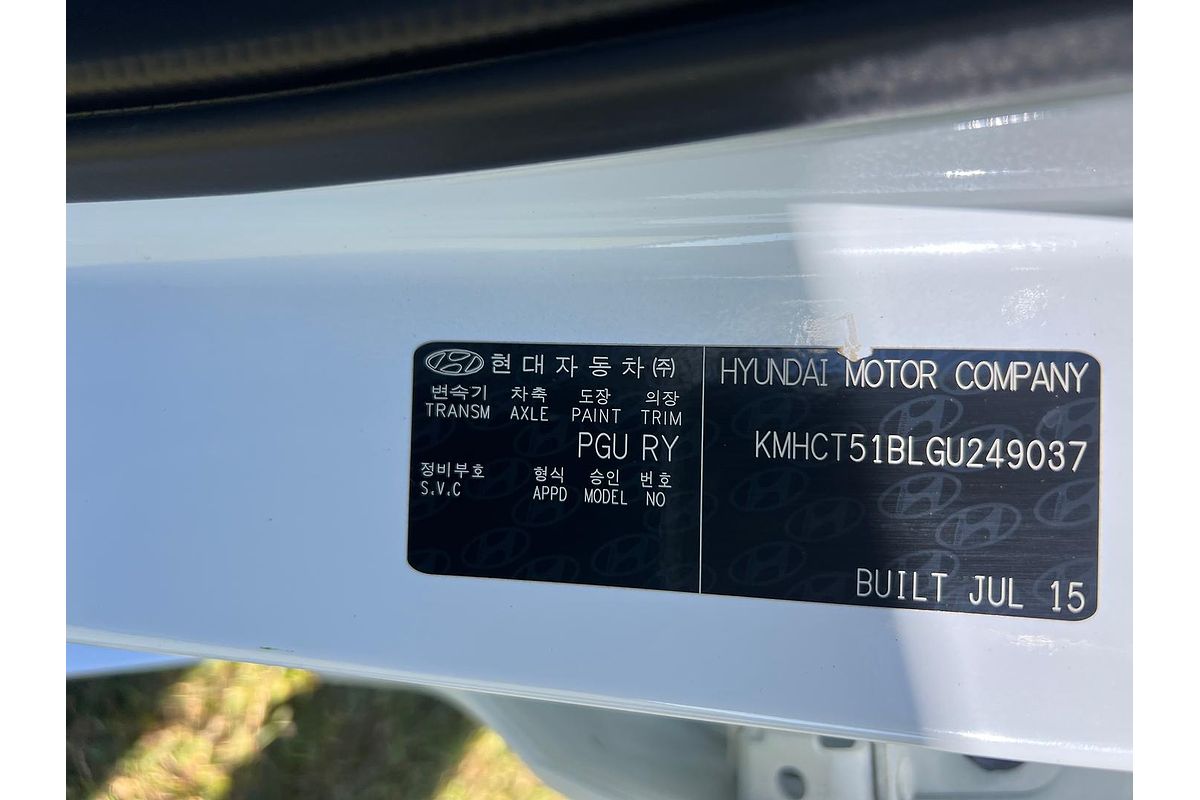 현대자동차㈜
변속기 차축 도장 의장
TRANSM AXLE PAINT TRIM
PGU RY
정비부호 형식 승인 번호
S.V.C APPD MODEL NO
HYUNDAI MOTOR COMPANY
KMHCT51BLGU249037
BUILT JUL 15